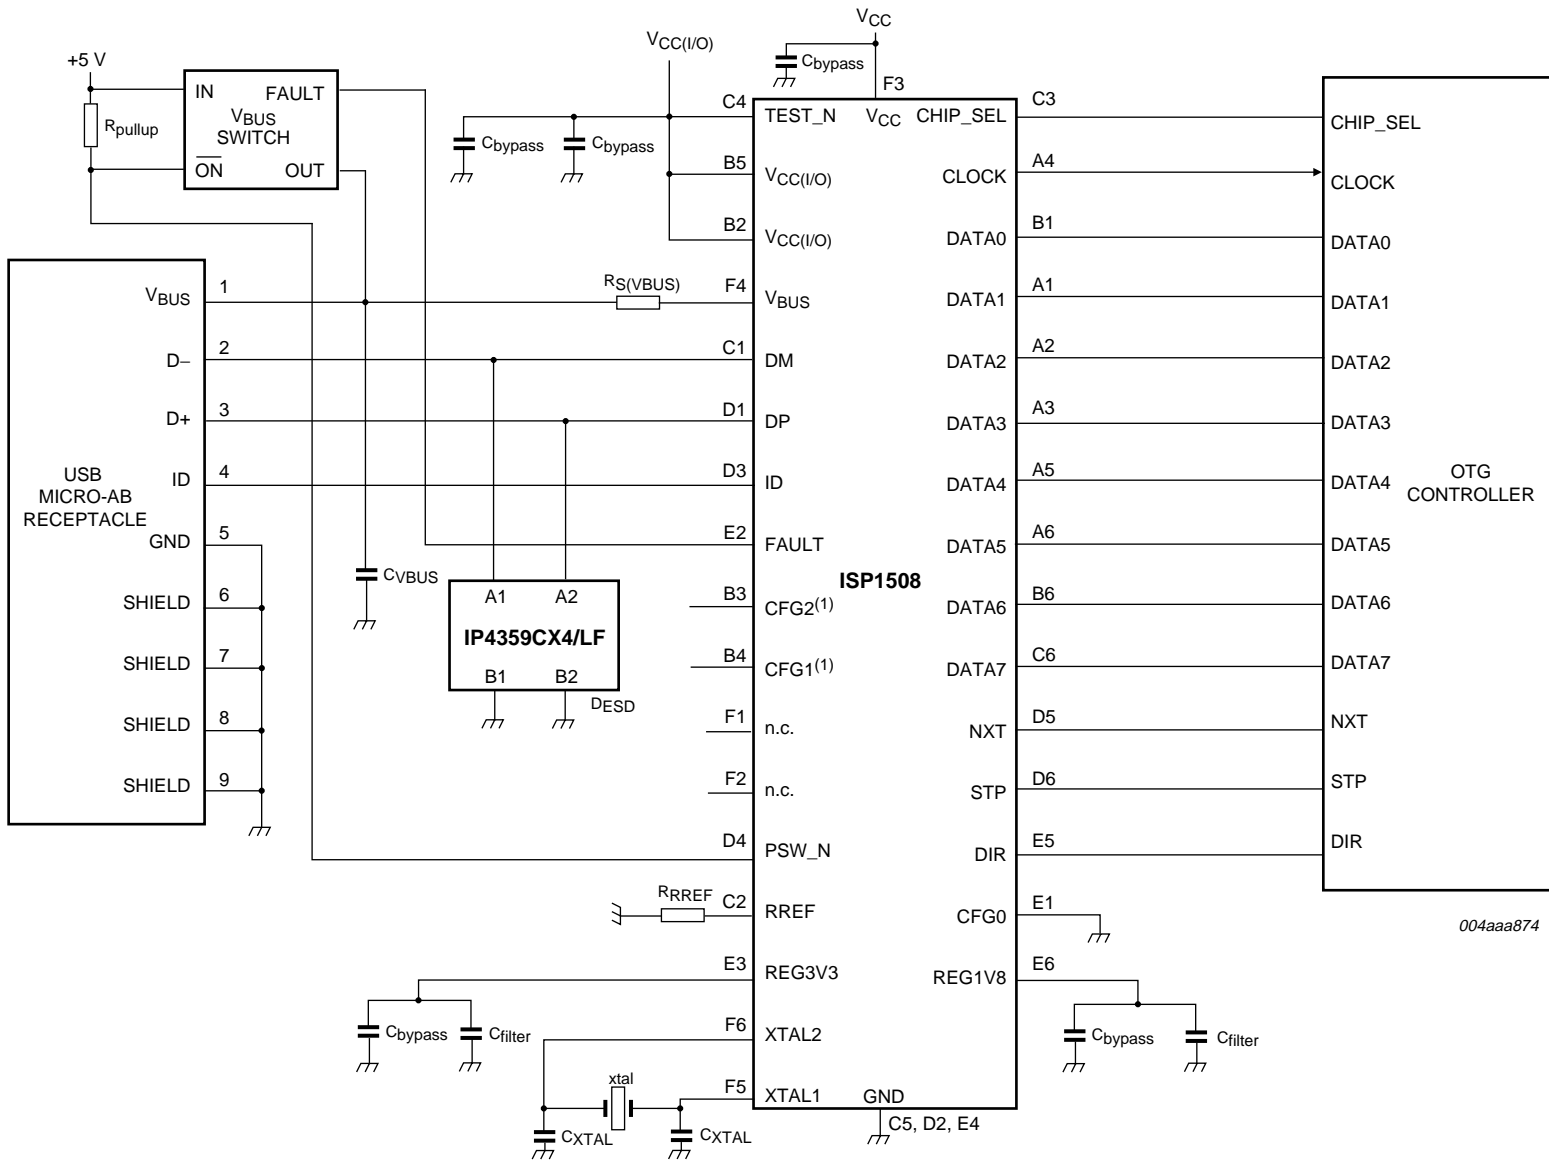 +5 V
IN
FAULT
VBUS
SWITCH
ON
OUT
Rpullup
VCC(I/O)
VCC
Cbypass
Cbypass
Cbypass
USB
MICRO-AB
RECEPTACLE
VBUS 1
D− 2
D+ 3
ID 4
GND 5
SHIELD 6
SHIELD 7
SHIELD 8
SHIELD 9
RS(VBUS)
CVBUS
A1 A2
IP4359CX4/LF
B1 B2
DESD
ISP1508
C4 TEST_N
B5 VCC(I/O)
B2 VCC(I/O)
F4 VBUS
C1 DM
D1 DP
D3 ID
E2 FAULT
B3 CFG2(1)
B4 CFG1(1)
F1 n.c.
F2 n.c.
D4 PSW_N
RRREF
C2 RREF
E3 REG3V3
F6 XTAL2
F5 XTAL1
F3
VCC
GND
C5, D2, E4
CHIP_SEL C3
CLOCK A4
DATA0 B1
DATA1 A1
DATA2 A2
DATA3 A3
DATA4 A5
DATA5 A6
DATA6 B6
DATA7 C6
NXT D5
STP D6
DIR E5
CFG0 E1
REG1V8 E6
Cbypass
Cfilter
xtal
CXTAL
CXTAL
Cbypass
Cfilter
CHIP_SEL
CLOCK
DATA0
DATA1
DATA2
DATA3
DATA4
DATA5
DATA6
DATA7
NXT
STP
DIR
OTG
CONTROLLER
004aaa874